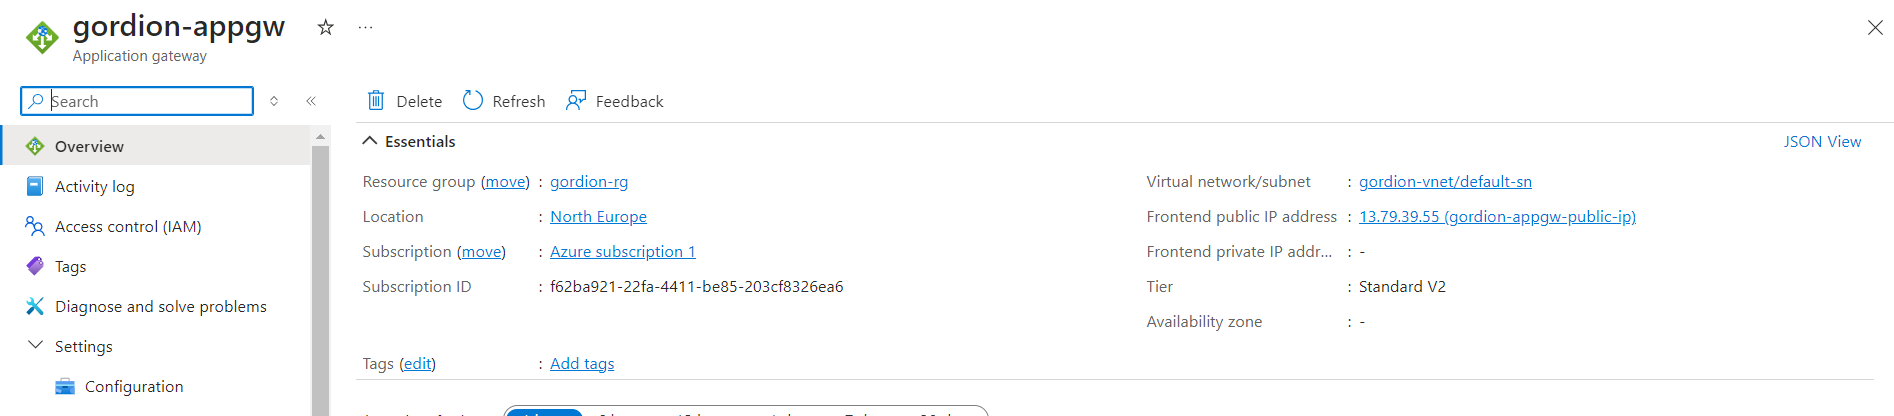 gordion-appgw
Application gateway
Search
Delete Refresh Feedback
Overview
Activity log
Access control (IAM)
Tags
Diagnose and solve problems
Settings
Configuration
Essentials
JSON View
Resource group (move) : gordion-rg
Location : North Europe
Subscription (move) : Azure subscription 1
Subscription ID : f62ba921-22fa-4411-be85-203cf8326ea6
Tags (edit) : Add tags
Virtual network/subnet : gordion-vnet/default-sn
Frontend public IP address : 13.79.39.55 (gordion-appgw-public-ip)
Frontend private IP addr... : -
Tier : Standard V2
Availability zone : -